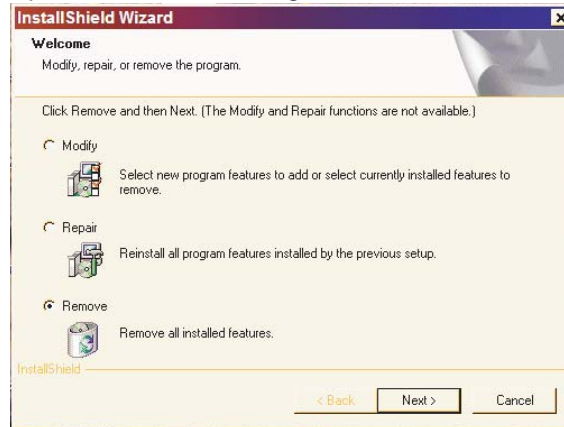 InstallShield Wizard
Welcome
Modify, repair, or remove the program.
Click Remove and then Next. (The Modify and Repair functions are not available.)
Modify
Select new program features to add or select currently installed features to
remove.
Repair
Reinstall all program features installed by the previous setup.
Remove
Remove all installed features.
InstallShield
< Back Next > Cancel